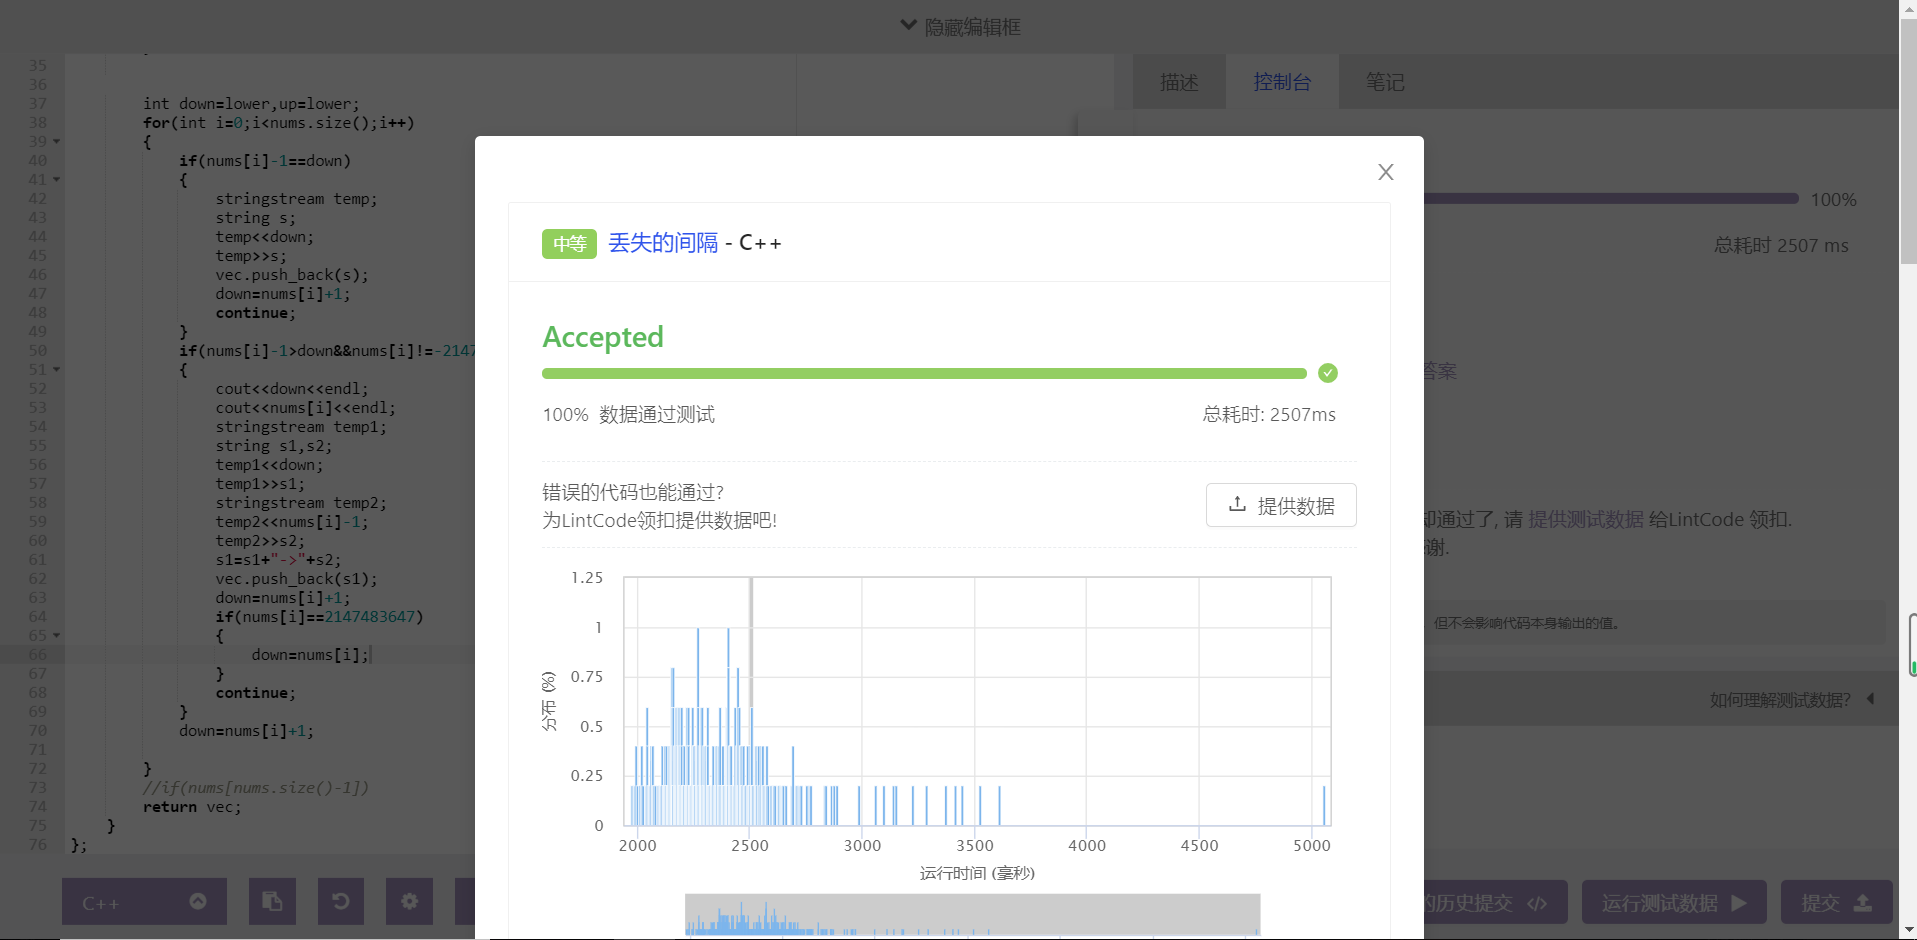 隐藏编辑框
35
36
37 int down=lower,up=lower;
38 for(int i=0;i<nums.size();i++)
39 {
40 if(nums[i]-1==down)
41 {
42 stringstream temp;
43 string s;
44 temp<<down;
45 temp>>s;
46 vec.push_back(s);
47 down=nums[i]+1;
48 continue;
49 }
50 if(nums[i]-1>down&&nums[i]!=-2147
51 {
52 cout<<down<<endl;
53 cout<<nums[i]<<endl;
54 stringstream temp1;
55 string s1,s2;
56 temp1<<down;
57 temp1>>s1;
58 stringstream temp2;
59 temp2<<nums[i]-1;
60 temp2>>s2;
61 s1=s1+"->"+s2;
62 vec.push_back(s1);
63 down=nums[i]+1;
64 if(nums[i]==2147483647)
65 {
66 down=nums[i];
67 }
68 continue;
69 }
70 down=nums[i]+1;
71
72 }
73 //if(nums[nums.size()-1])
74 return vec;
75 }
76 };
C++
描述 控制台 笔记
100%
总耗时 2507 ms
答案
却通过了, 请 提供测试数据 给LintCode 领扣.
谢.
但不会影响代码本身输出的值。
如何理解测试数据?
的历史提交 运行测试数据 提交
X
中等 丢失的间隔 - C++
Accepted
100% 数据通过测试 总耗时: 2507ms
错误的代码也能通过?
为LintCode领扣提供数据吧!
提供数据
1.25
1
0.75
0.5
0.25
0
分布 (%)
2000 2500 3000 3500 4000 4500 5000
运行时间 (毫秒)